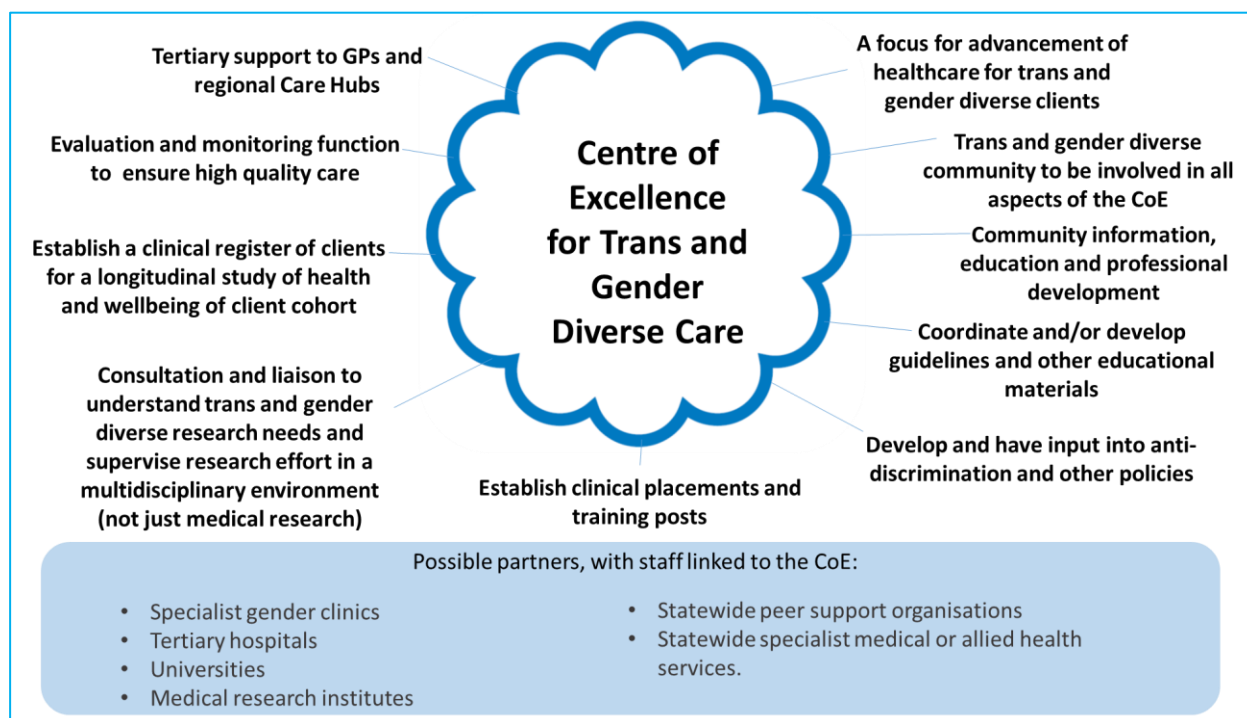 Tertiary support to GPs and
regional Care Hubs
Evaluation and monitoring function
to ensure high quality care
Establish a clinical register of clients
for a longitudinal study of health
and wellbeing of client cohort
Consultation and liaison to
understand trans and gender
diverse research needs and
supervise research effort in a
multidisciplinary environment
(not just medical research)
Centre of
Excellence
for Trans and
Gender
Diverse Care
Establish clinical placements and
training posts
A focus for advancement of
healthcare for trans and
gender diverse clients
Trans and gender diverse
community to be involved in all
aspects of the CoE
Community information,
education and professional
development
Coordinate and/or develop
guidelines and other educational
materials
Develop and have input into anti-
discrimination and other policies
Possible partners, with staff linked to the CoE:
• Specialist gender clinics
• Tertiary hospitals
• Universities
• Medical research institutes
• Statewide peer support organisations
• Statewide specialist medical or allied health
services.